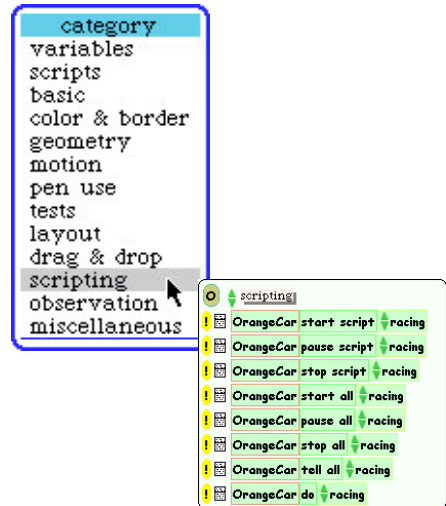 category
variables
scripts
basic
color & border
geometry
motion
pen use
tests
layout
drag & drop
scripting
observation
miscellaneous
O scripting
! OrangeCar start script racing
! OrangeCar pause script racing
! OrangeCar stop script racing
! OrangeCar start all racing
! OrangeCar pause all racing
! OrangeCar stop all racing
! OrangeCar tell all racing
! OrangeCar do racing